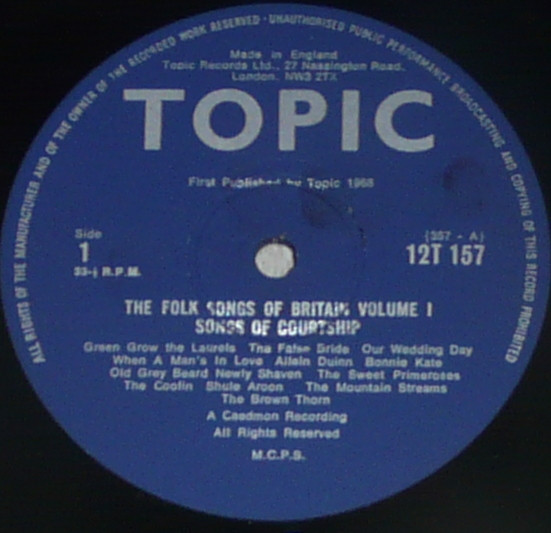 ALL RIGHTS OF THE MANUFACTURER AND OF THE OWNER OF THE RECORDED WORK RESERVED · UNAUTHORISED PUBLIC PERFORMANCE BROADCASTING AND COPYING OF THIS RECORD PROHIBITED
Made in England
Topic Records Ltd., 27 Nassington Road,
London. NW3 2TX
TOPIC
First Published by Topic 1968
Side
1
33-⅓ R.P.M.
(357 - A)
12T 157
THE FOLK SONGS OF BRITAIN VOLUME I
SONGS OF COURTSHIP
Green Grow the Laurels The False Bride Our Wedding Day
When A Man's In Love Allein Duinn Bonnie Kate
Old Grey Beard Newly Shaven The Sweet Primeroses
The Coolin Shule Aroon The Mountain Streams
The Brown Thorn
A Caedmon Recording
All Rights Reserved
M.C.P.S.